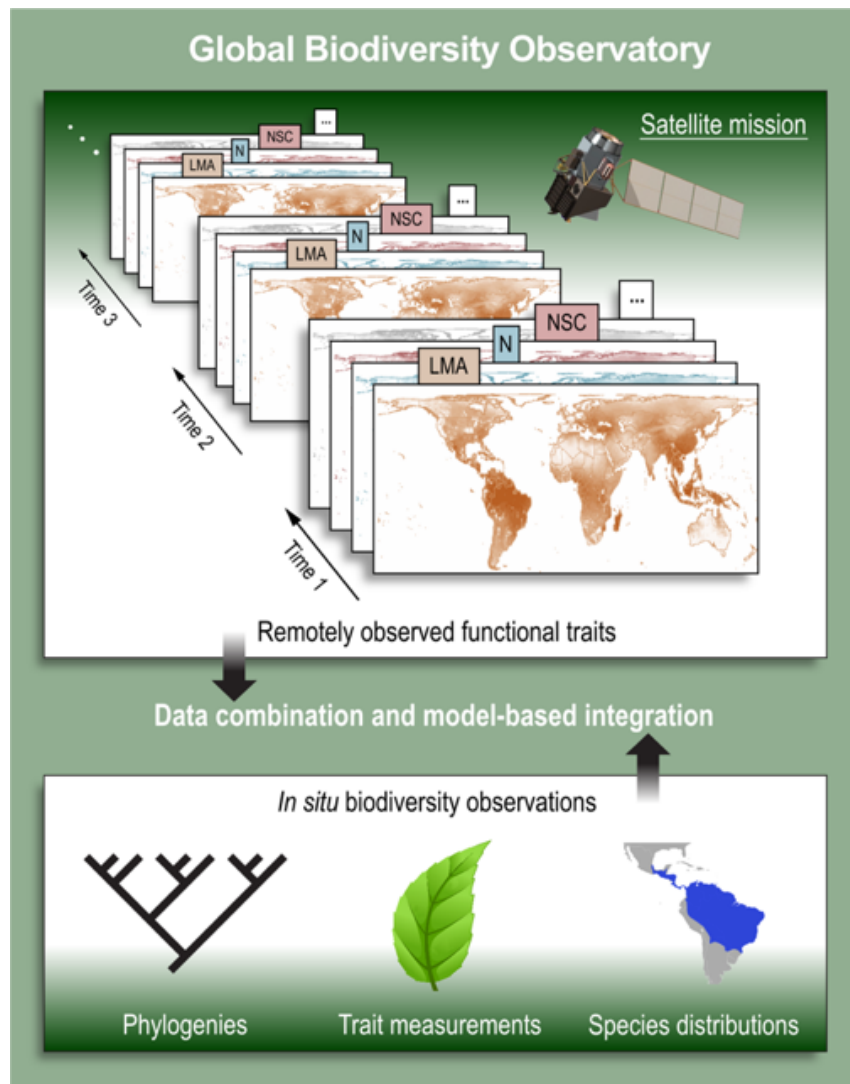 Global Biodiversity Observatory
Satellite mission
...
NSC
N
LMA
Time 3
...
NSC
N
LMA
Time 2
...
NSC
N
LMA
Time 1
Remotely observed functional traits
Data combination and model-based integration
In situ biodiversity observations
Phylogenies
Trait measurements
Species distributions